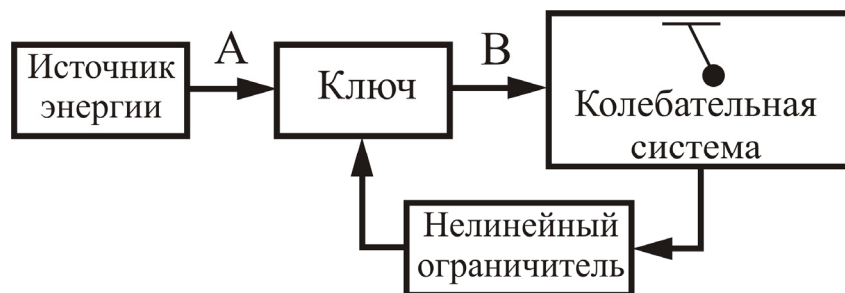 Источник
энергии
А
Ключ
В
Колебательная
система
Нелинейный
ограничитель